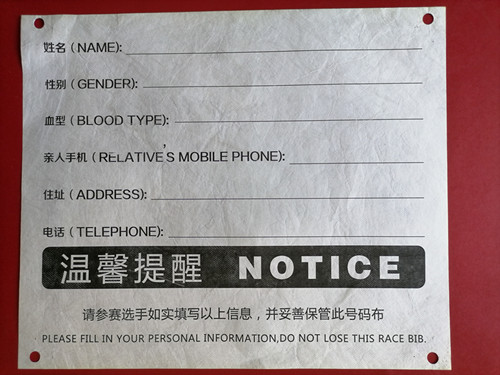 姓名（NAME):
性别（GENDER):
血型（BLOOD TYPE):
亲人手机（RELATIVE'S MOBILE PHONE):
住址（ADDRESS):
电话（TELEPHONE):
温馨提醒 NOTICE
请参赛选手如实填写以上信息，并妥善保管此号码布
PLEASE FILL IN YOUR PERSONAL INFORMATION,DO NOT LOSE THIS RACE BIB.